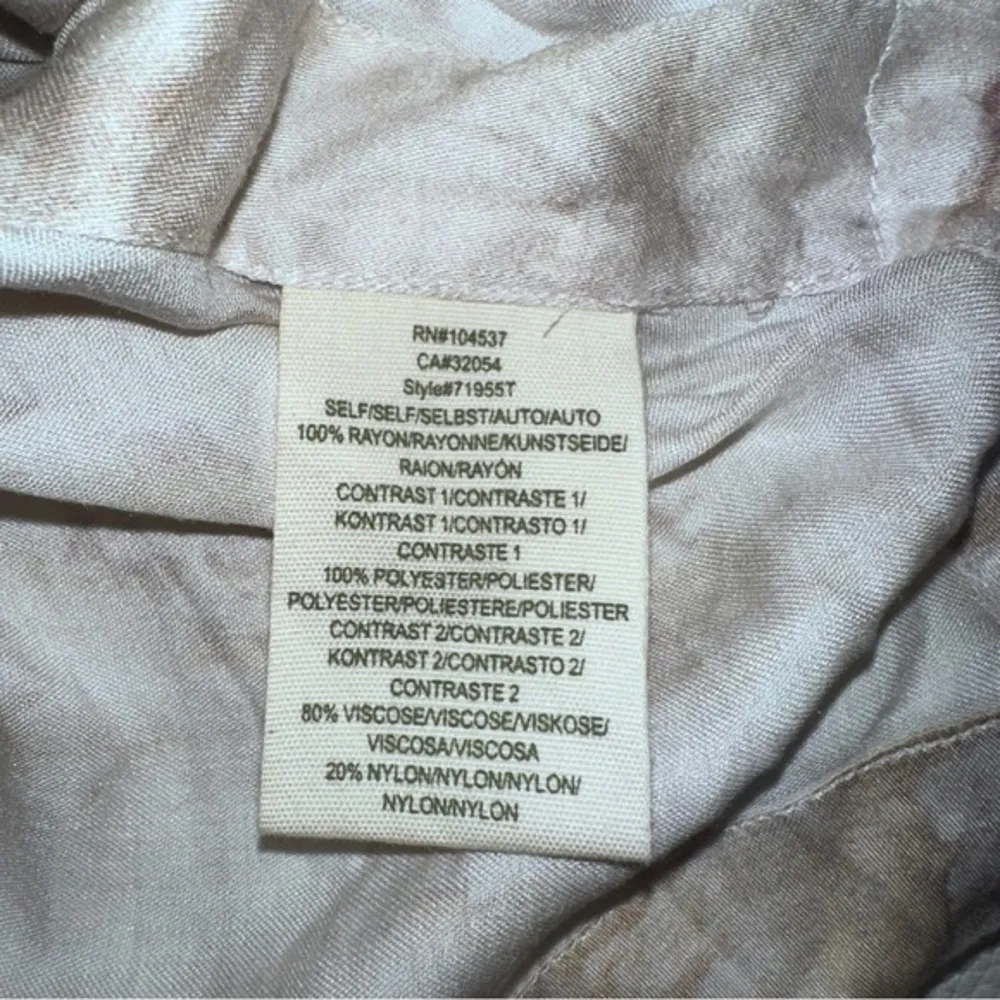 RN#104537
CA#32054
Style#71955T
SELF/SELF/SELBST/AUTO/AUTO
100% RAYON/RAYONNE/KUNSTSEIDE/
RAION/RAYÓN
CONTRAST 1/CONTRASTE 1/
KONTRAST 1/CONTRASTO 1/
CONTRASTE 1
100% POLYESTER/POLIESTER/
POLYESTER/POLIESTERE/POLIESTER
CONTRAST 2/CONTRASTE 2/
KONTRAST 2/CONTRASTO 2/
CONTRASTE 2
80% VISCOSE/VISCOSE/VISKOSE/
VISCOSA/VISCOSA
20% NYLON/NYLON/NYLON/
NYLON/NYLON